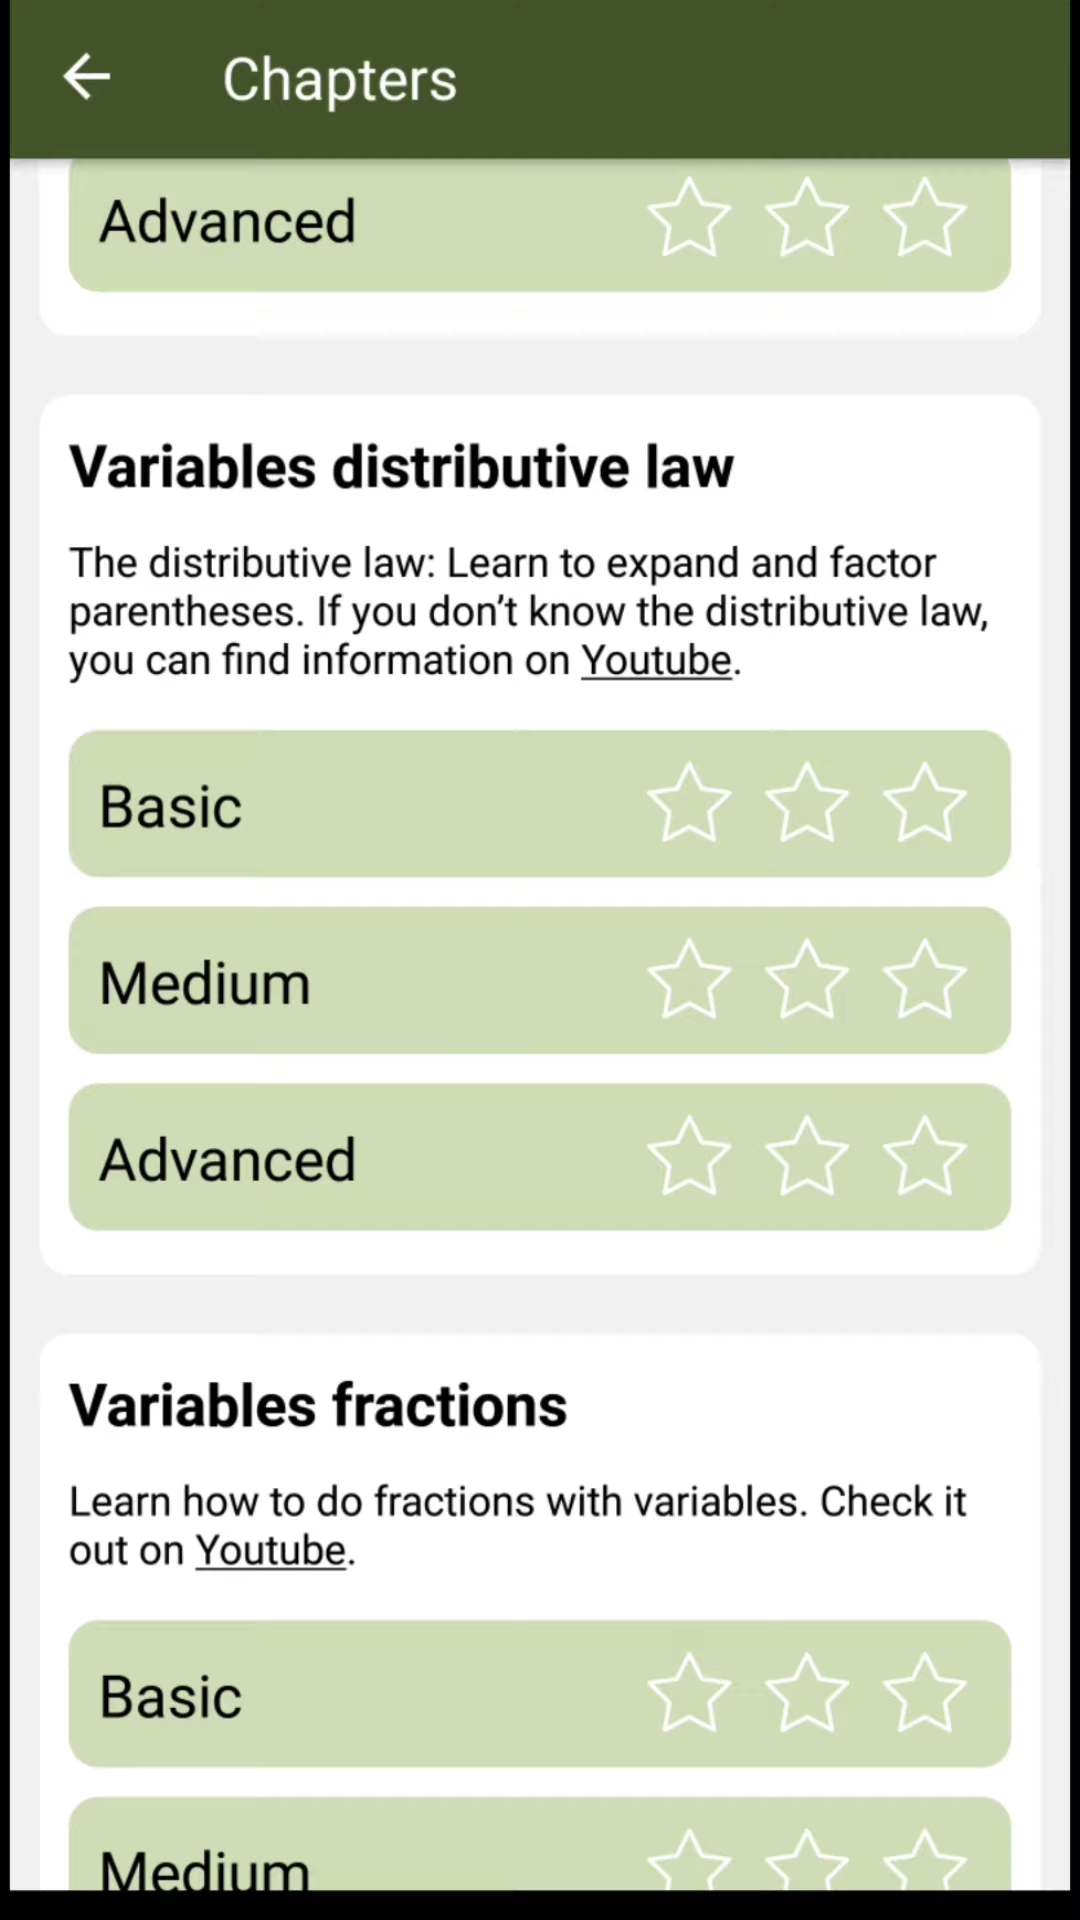 Chapters
Advanced
Variables distributive law
The distributive law: Learn to expand and factor
parentheses. If you don’t know the distributive law,
you can find information on Youtube.
Basic
Medium
Advanced
Variables fractions
Learn how to do fractions with variables. Check it
out on Youtube.
Basic
Medium